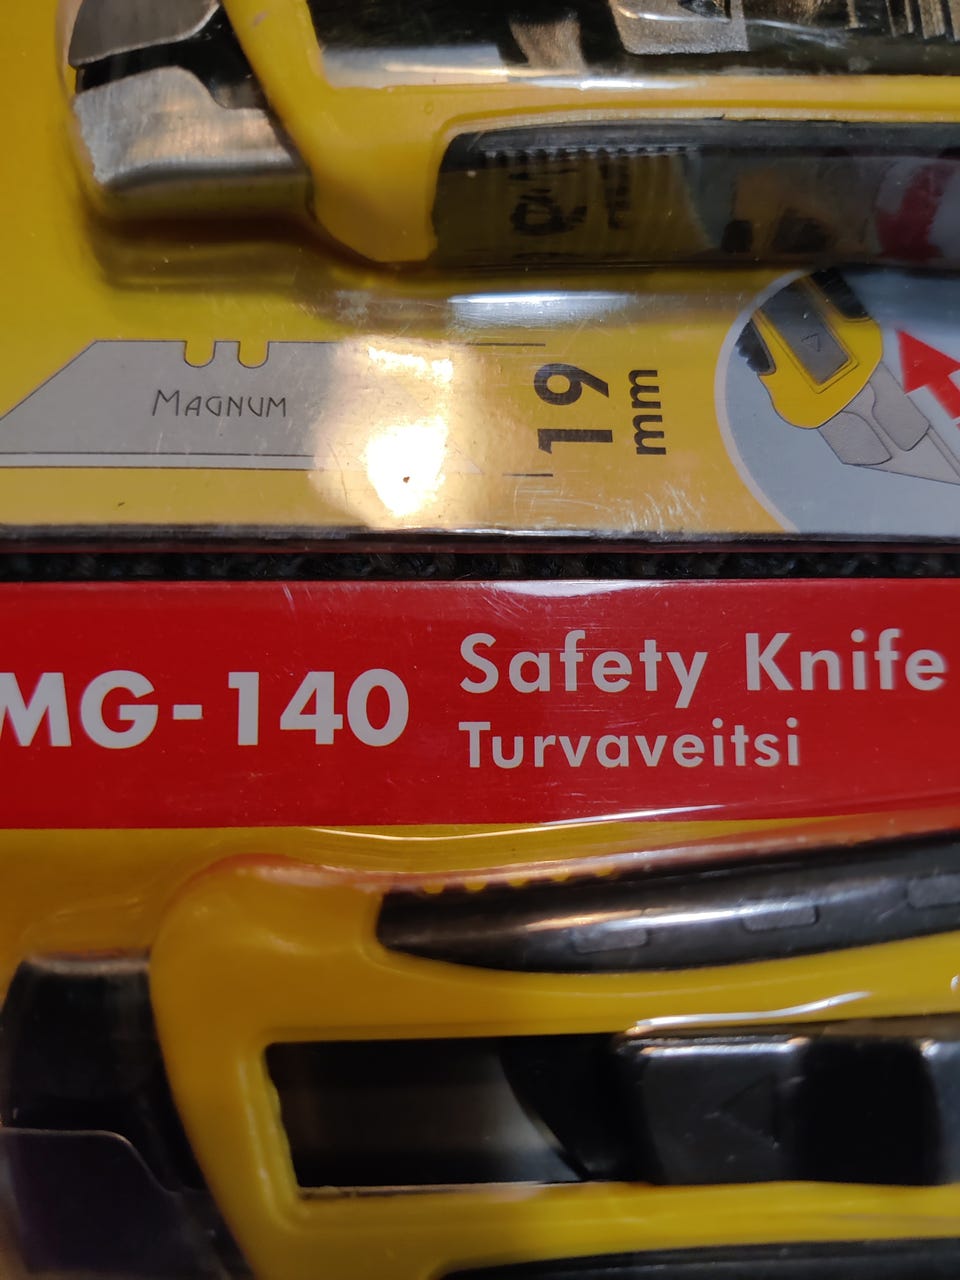 MAGNUM
19
mm
MG-140
Safety Knife
Turvaveitsi